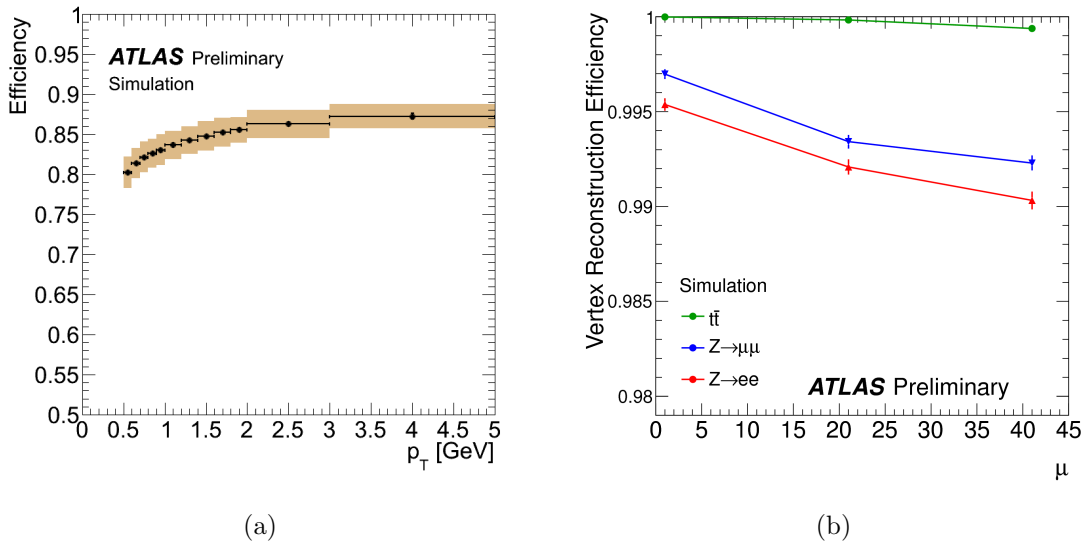 1
0.95
0.9
0.85
0.8
0.75
0.7
0.65
0.6
0.55
0.5
Efficiency
ATLAS Preliminary
Simulation
0 0.5 1 1.5 2 2.5 3 3.5 4 4.5 5
p_T [GeV]
(a)
1
0.995
0.99
0.985
0.98
Vertex Reconstruction Efficiency
Simulation
tt̄
Z→μμ
Z→ee
ATLAS Preliminary
0 5 10 15 20 25 30 35 40 45
μ
(b)